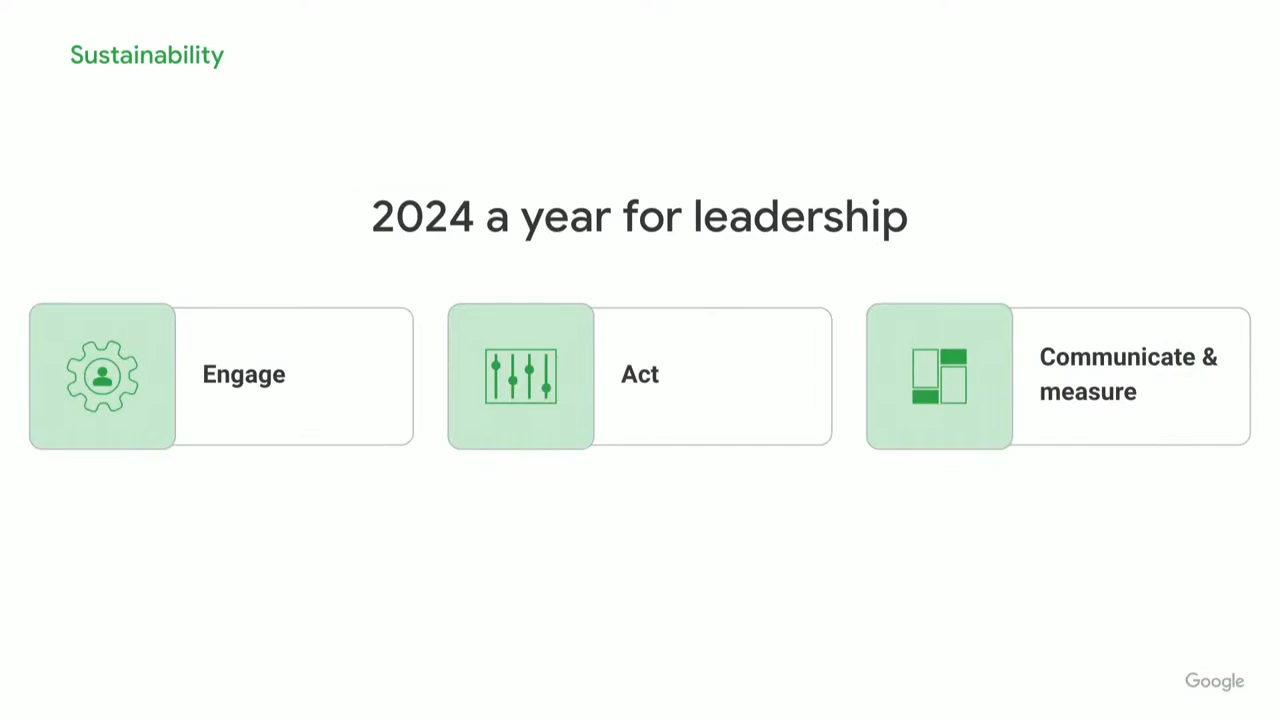 Sustainability
2024 a year for leadership
Engage
Act
Communicate &
measure
Google